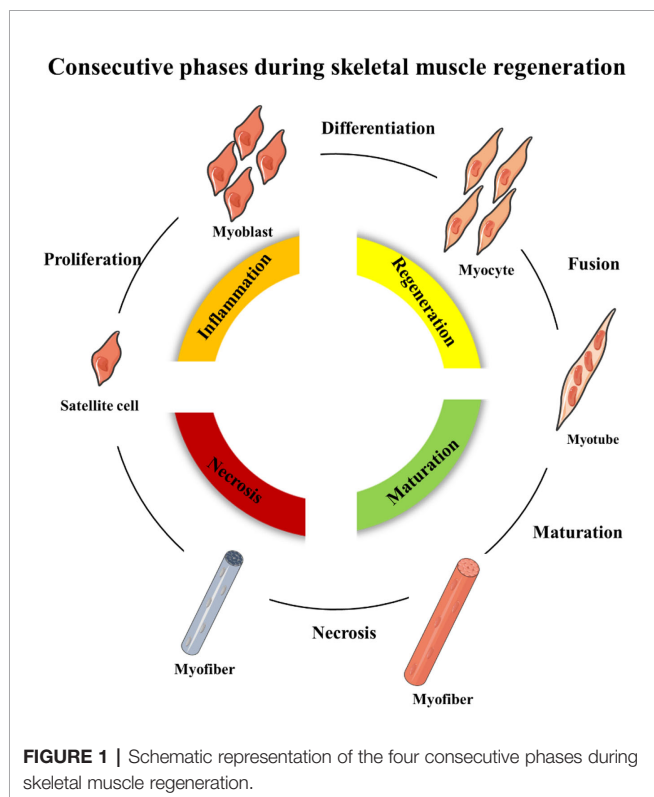 Consecutive phases during skeletal muscle regeneration
Differentiation
Myoblast
Myocyte
Proliferation
Inflammation
Regeneration
Fusion
Satellite cell
Myotube
Necrosis
Maturation
Maturation
Necrosis
Myofiber
Myofiber
FIGURE 1 | Schematic representation of the four consecutive phases during
skeletal muscle regeneration.